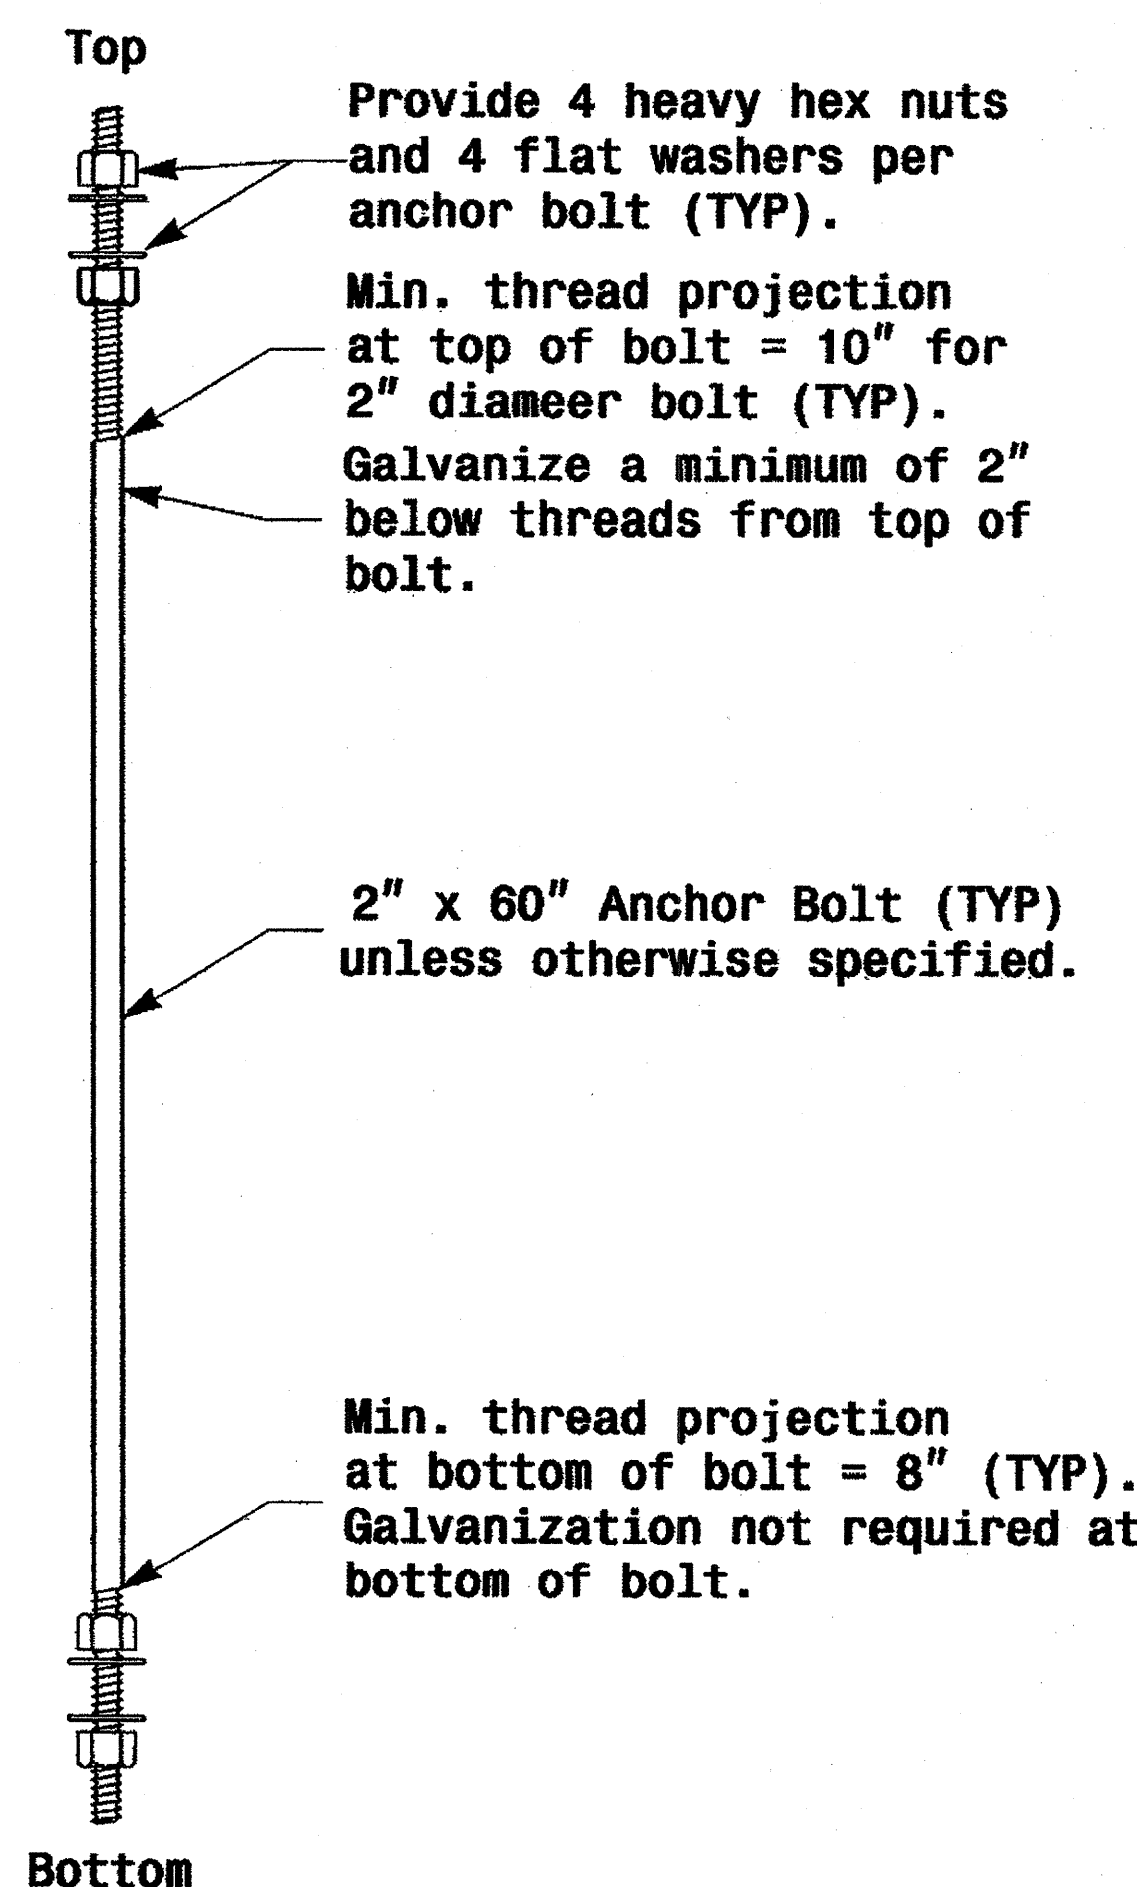 Top
Provide 4 heavy hex nuts
and 4 flat washers per
anchor bolt (TYP).
Min. thread projection
at top of bolt = 10" for
2" diameer bolt (TYP).
Galvanize a minimum of 2"
below threads from top of
bolt.
2" x 60" Anchor Bolt (TYP)
unless otherwise specified.
Min. thread projection
at bottom of bolt = 8" (TYP).
Galvanization not required at
bottom of bolt.
Bottom